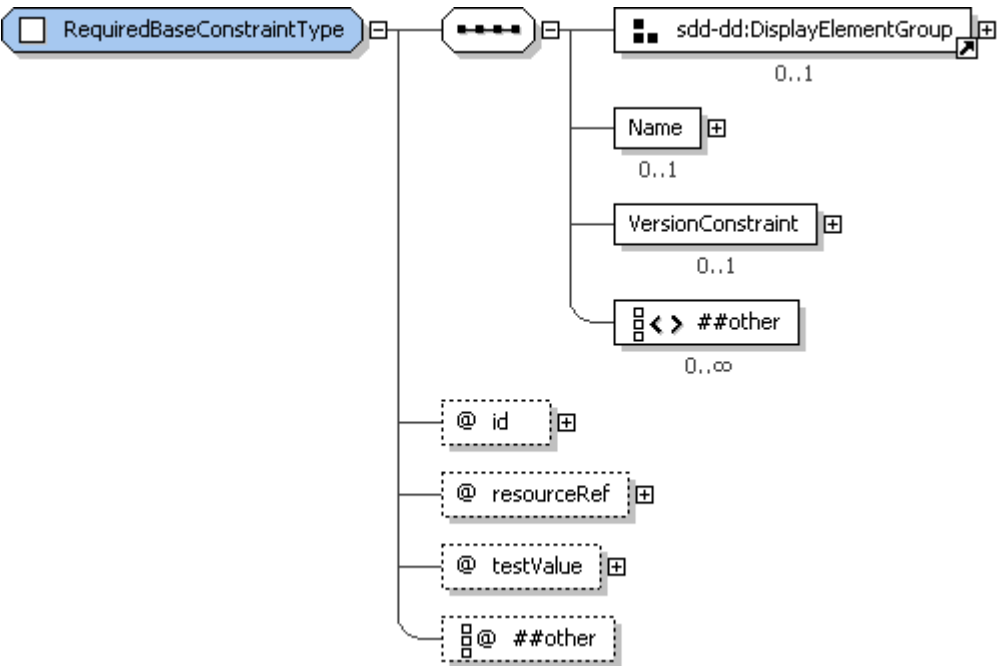 RequiredBaseConstraintType
sdd-dd:DisplayElementGroup
0..1
Name
0..1
VersionConstraint
0..1
##other
0..∞
@ id
@ resourceRef
@ testValue
@ ##other